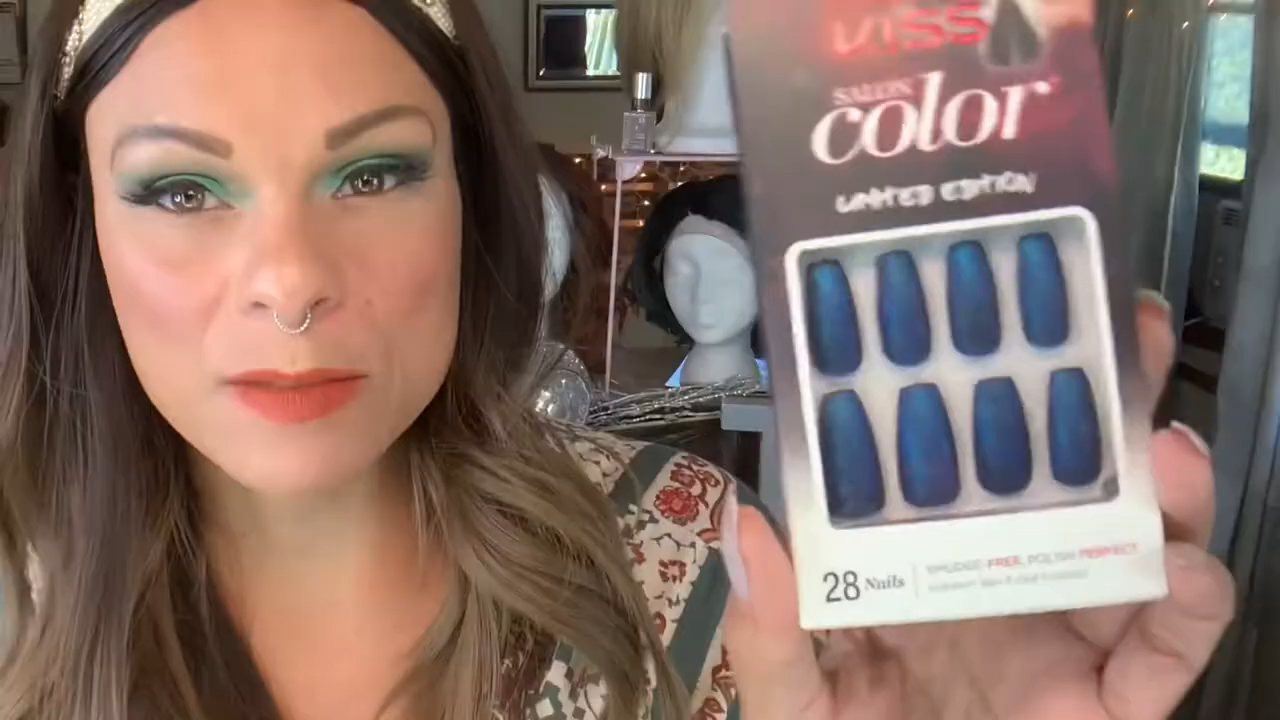 KISS
SALON
color
LIMITED EDITION
28 Nails
SMUDGE-FREE, POLISH PERFECT